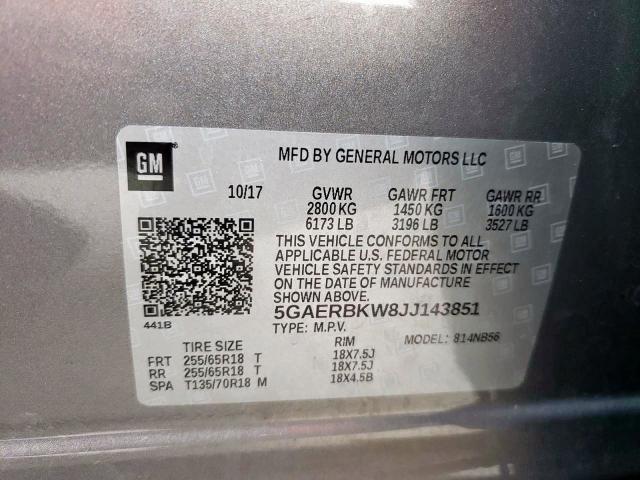 GM
MFD BY GENERAL MOTORS LLC
10/17 GVWR GAWR FRT GAWR RR
2800 KG 1450 KG 1600 KG
6173 LB 3196 LB 3527 LB
THIS VEHICLE CONFORMS TO ALL
APPLICABLE U.S. FEDERAL MOTOR
VEHICLE SAFETY STANDARDS IN EFFECT
ON THE DATE OF MANUFACTURE
SHOWN ABOVE.
441B
5GAERBKW8JJ143851
TYPE: M.P.V. MODEL: 814NB56
TIRE SIZE RIM
FRT 255/65R18 T 18X7.5J
RR 255/65R18 T 18X7.5J
SPA T135/70R18 M 18X4.5B